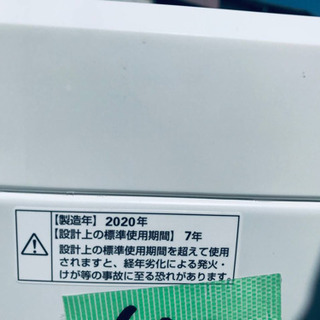 【製造年】2020年
【設計上の標準使用期間】7年
設計上の標準使用期間を超えて使用
されますと、経年劣化による発火・
けが等の事故に至る恐れがあります。